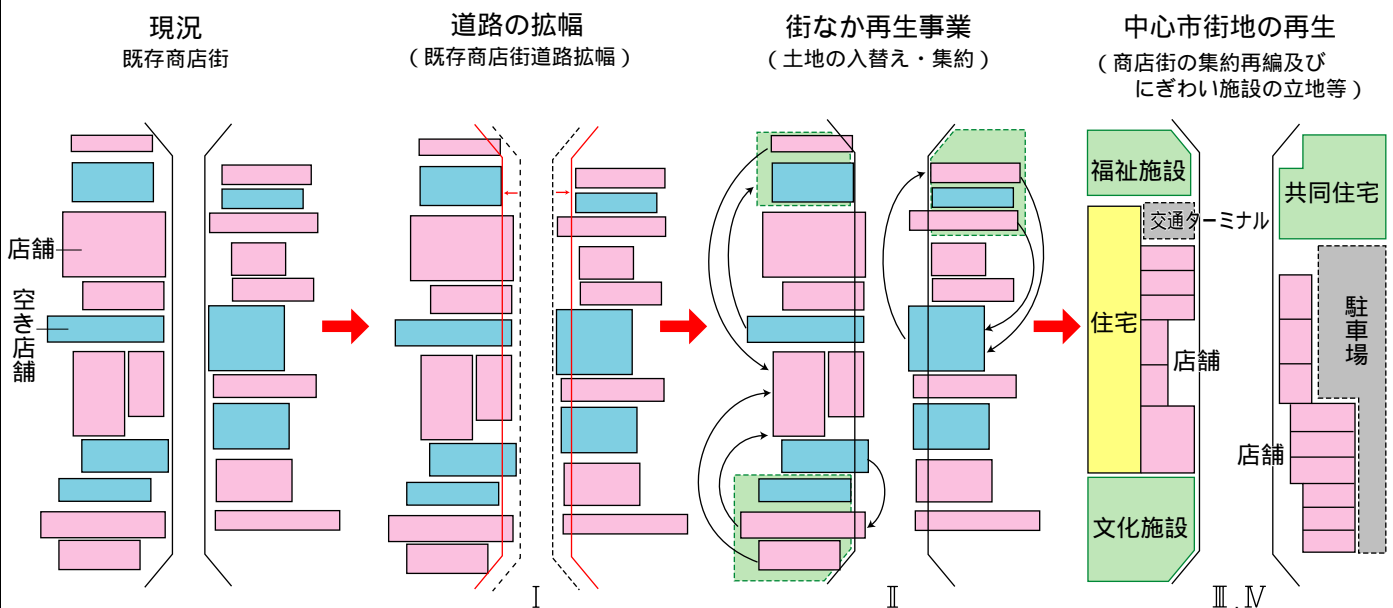 現況
既存商店街
道路の拡幅
（既存商店街道路拡幅）
街なか再生事業
（土地の入替え・集約）
中心市街地の再生
（商店街の集約再編及び
にぎわい施設の立地等）
店舗
空き店舗
福祉施設
交通ターミナル
共同住宅
住宅
店舗
駐車場
店舗
文化施設
Ⅰ
Ⅱ
Ⅲ．Ⅳ